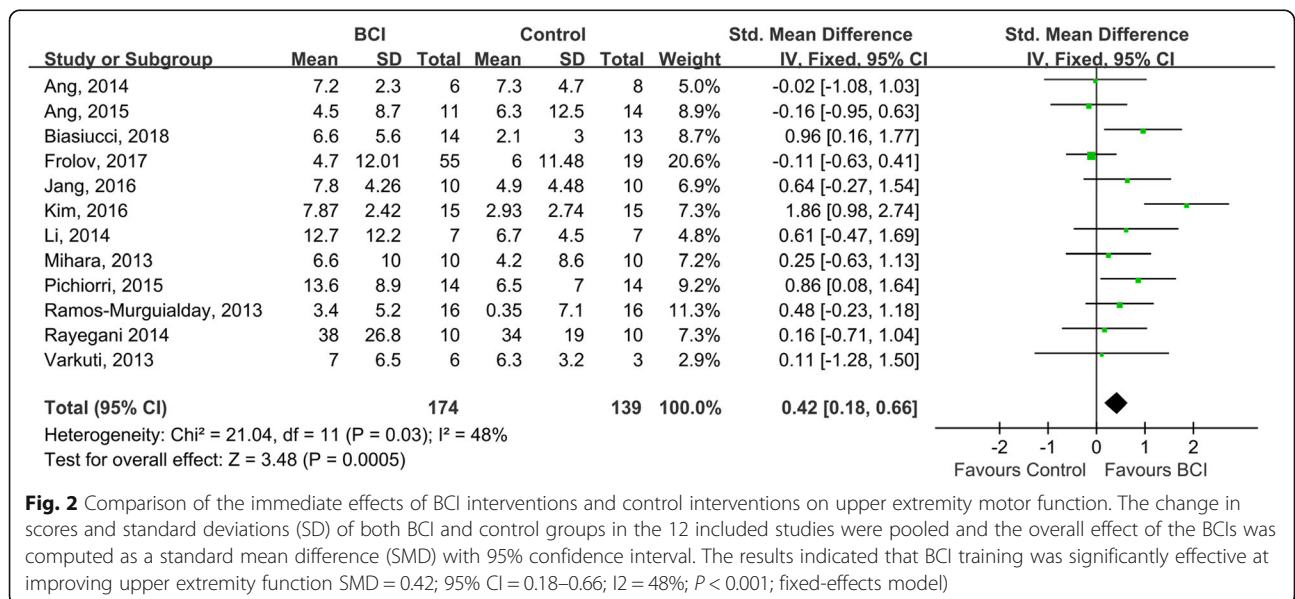 BCI Control Std. Mean Difference Std. Mean Difference
Study or Subgroup Mean SD Total Mean SD Total Weight IV, Fixed, 95% CI IV, Fixed, 95% CI
Ang, 2014 7.2 2.3 6 7.3 4.7 8 5.0% -0.02 [-1.08, 1.03]
Ang, 2015 4.5 8.7 11 6.3 12.5 14 8.9% -0.16 [-0.95, 0.63]
Biasiucci, 2018 6.6 5.6 14 2.1 3 13 8.7% 0.96 [0.16, 1.77]
Frolov, 2017 4.7 12.01 55 6 11.48 19 20.6% -0.11 [-0.63, 0.41]
Jang, 2016 7.8 4.26 10 4.9 4.48 10 6.9% 0.64 [-0.27, 1.54]
Kim, 2016 7.87 2.42 15 2.93 2.74 15 7.3% 1.86 [0.98, 2.74]
Li, 2014 12.7 12.2 7 6.7 4.5 7 4.8% 0.61 [-0.47, 1.69]
Mihara, 2013 6.6 10 10 4.2 8.6 10 7.2% 0.25 [-0.63, 1.13]
Pichiorri, 2015 13.6 8.9 14 6.5 7 14 9.2% 0.86 [0.08, 1.64]
Ramos-Murguialday, 2013 3.4 5.2 16 0.35 7.1 16 11.3% 0.48 [-0.23, 1.18]
Rayegani 2014 38 26.8 10 34 19 10 7.3% 0.16 [-0.71, 1.04]
Varkuti, 2013 7 6.5 6 6.3 3.2 3 2.9% 0.11 [-1.28, 1.50]
Total (95% CI) 174 139 100.0% 0.42 [0.18, 0.66]
Heterogeneity: Chi² = 21.04, df = 11 (P = 0.03); I² = 48%
Test for overall effect: Z = 3.48 (P = 0.0005)
-2 -1 0 1 2
Favours Control Favours BCI
Fig. 2 Comparison of the immediate effects of BCI interventions and control interventions on upper extremity motor function. The change in
scores and standard deviations (SD) of both BCI and control groups in the 12 included studies were pooled and the overall effect of the BCIs was
computed as a standard mean difference (SMD) with 95% confidence interval. The results indicated that BCI training was significantly effective at
improving upper extremity function SMD = 0.42; 95% CI = 0.18–0.66; I2 = 48%; P < 0.001; fixed-effects model)